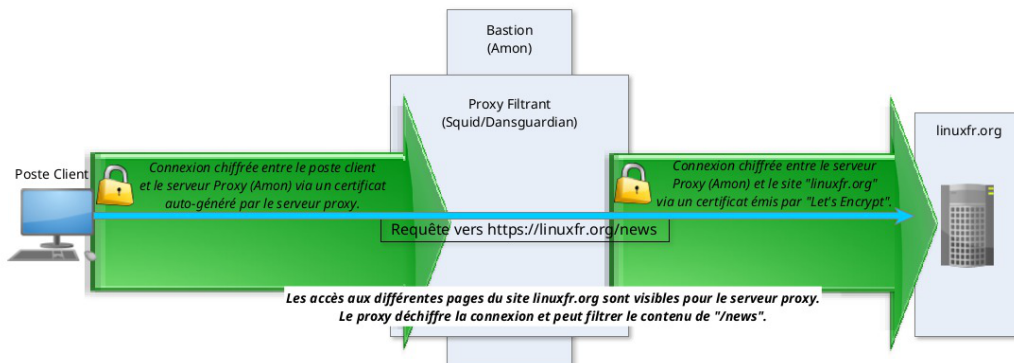 Bastion
(Amon)
Proxy Filtrant
(Squid/Dansguardian)
linuxfr.org
Poste Client
Connexion chiffrée entre le poste client
et le serveur Proxy (Amon) via un certificat
auto-généré par le serveur proxy.
Connexion chiffrée entre le serveur
Proxy (Amon) et le site "linuxfr.org"
via un certificat émis par "Let's Encrypt".
Requête vers https://linuxfr.org/news
Les accès aux différentes pages du site linuxfr.org sont visibles pour le serveur proxy.
Le proxy déchiffre la connexion et peut filtrer le contenu de "/news".